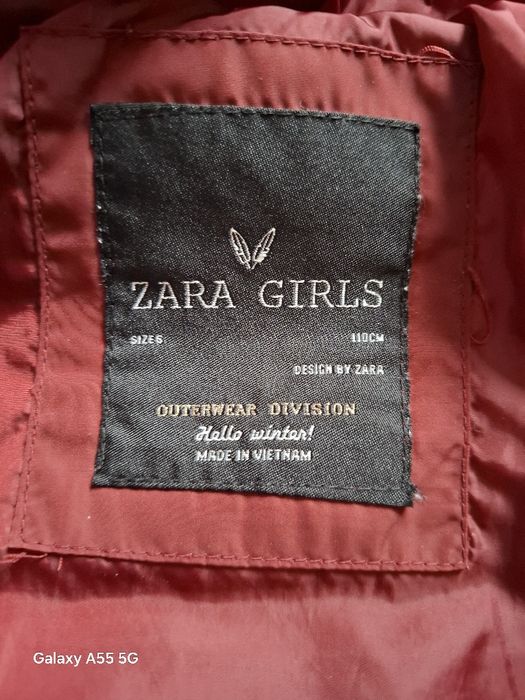 ZARA GIRLS
SIZE 6 110CM
DESIGN BY ZARA
OUTERWEAR DIVISION
Hello winter!
MADE IN VIETNAM
Galaxy A55 5G